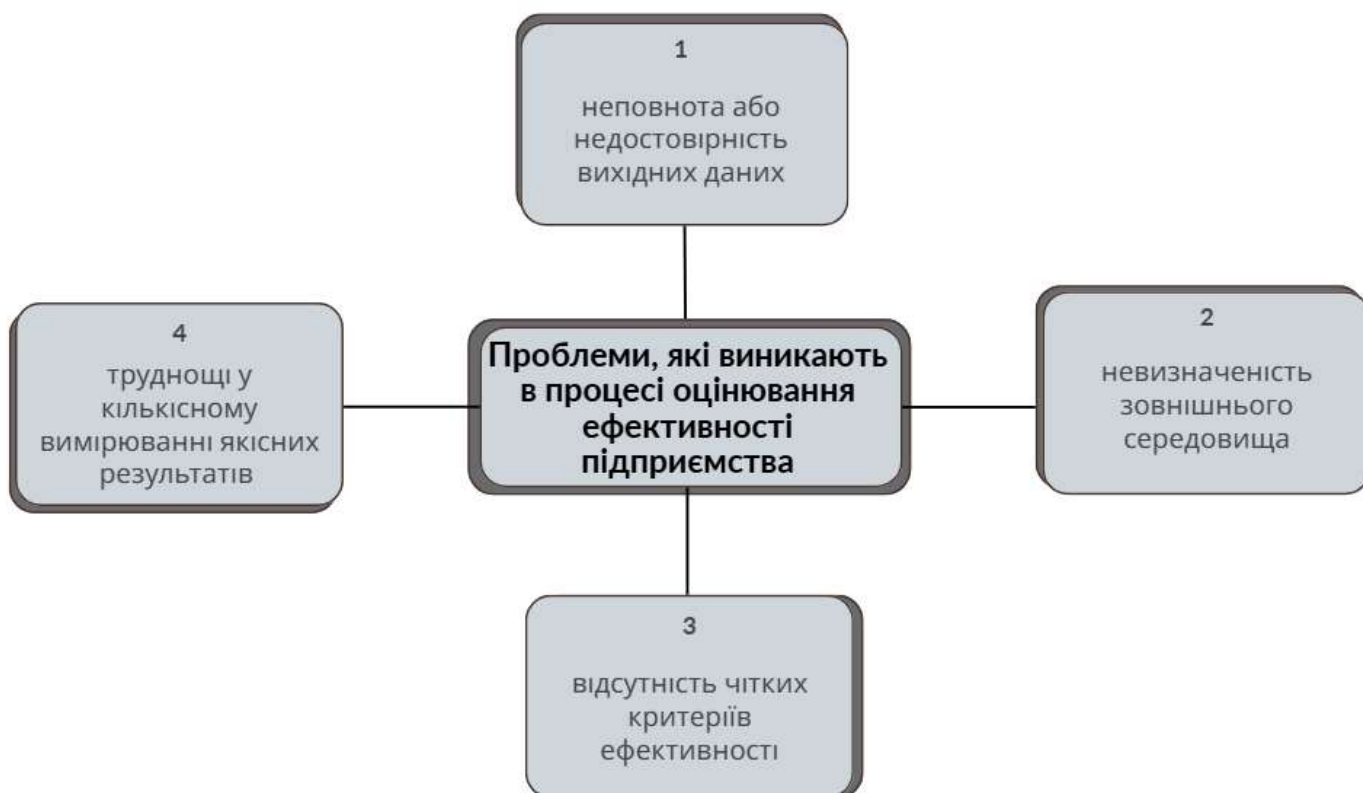 1
неповнота або
недостовірність
вихідних даних
4
труднощі у
кількісному
вимірюванні якісних
результатів
Проблеми, які виникають
в процесі оцінювання
ефективності
підприємства
2
невизначеність
зовнішнього
середовища
3
відсутність чітких
критеріїв
ефективності